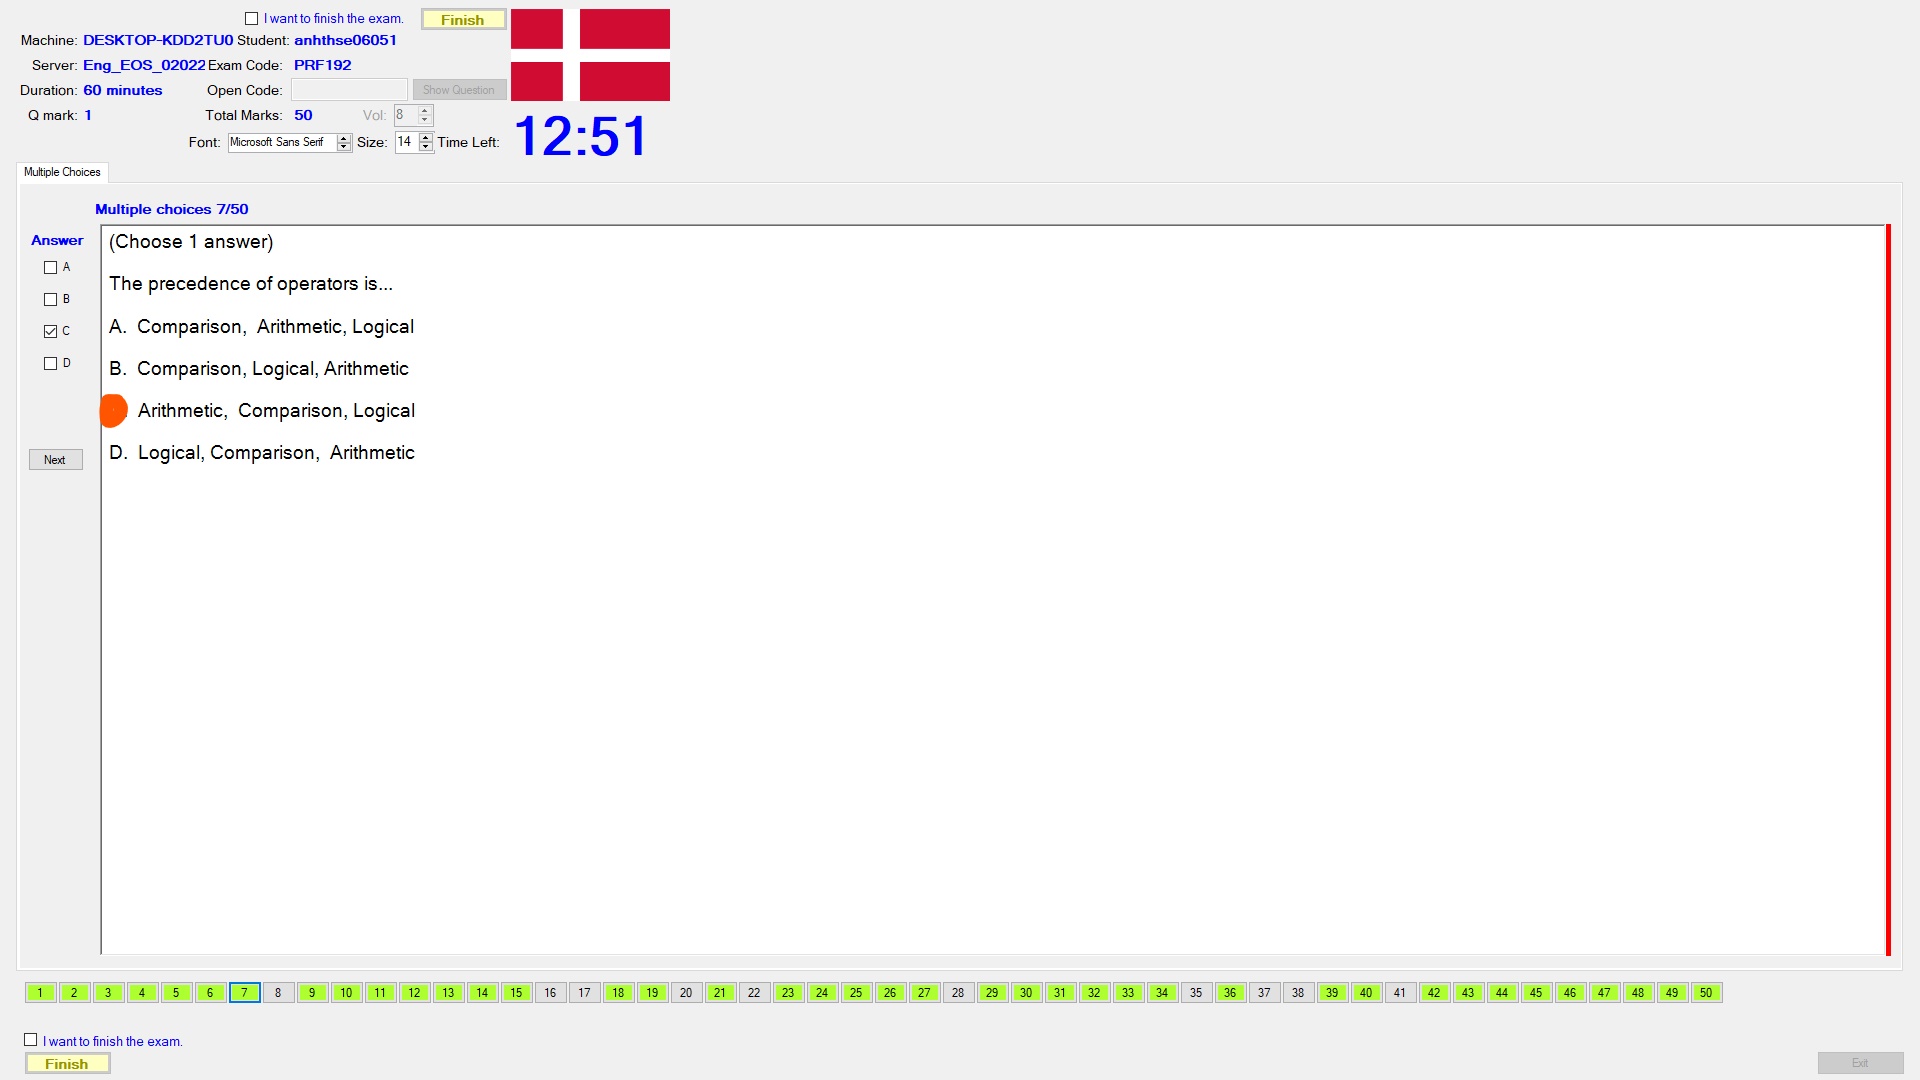 I want to finish the exam.
Finish
Machine: DESKTOP-KDD2TU0 Student: anhthse06051
Server: Eng_EOS_02022 Exam Code: PRF192
Duration: 60 minutes Open Code: Show Question
Q mark: 1 Total Marks: 50 Vol: 8
Font: Microsoft Sans Serif Size: 14 Time Left: 12:51
Multiple Choices
Multiple choices 7/50
Answer
A
B
C
D
Next
(Choose 1 answer)
The precedence of operators is...
A. Comparison, Arithmetic, Logical
B. Comparison, Logical, Arithmetic
Arithmetic, Comparison, Logical
D. Logical, Comparison, Arithmetic
1 2 3 4 5 6 7 8 9 10 11 12 13 14 15 16 17 18 19 20 21 22 23 24 25 26 27 28 29 30 31 32 33 34 35 36 37 38 39 40 41 42 43 44 45 46 47 48 49 50
I want to finish the exam.
Finish
Exit